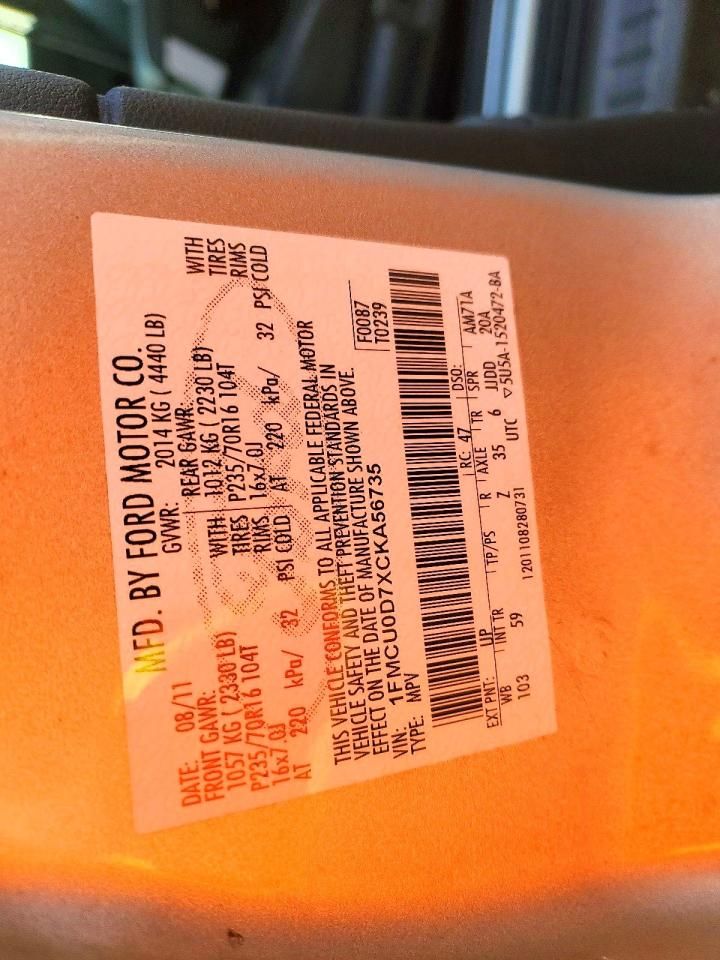 MFD. BY FORD MOTOR CO.
DATE: 08/11 GVWR: 2014 KG ( 4440 LB)
FRONT GAWR: REAR GAWR:
1057 KG ( 2330 LB) WITH 1012 KG ( 2230 LB) WITH
P235/70R16 104T TIRES P235/70R16 104T TIRES
16x7.0J RIMS 16x7.0J RIMS
AT 220 kPa/ 32 PSI COLD AT 220 kPa/ 32 PSI COLD
THIS VEHICLE CONFORMS TO ALL APPLICABLE FEDERAL MOTOR
VEHICLE SAFETY AND THEFT PREVENTION STANDARDS IN
EFFECT ON THE DATE OF MANUFACTURE SHOWN ABOVE.
VIN: 1FMCU0D7XCKA56735 F0087
TYPE: MPV T0239
EXT PNT: UP RC: 47 DSO: AM71A
WB INT TR TP/PS R AXLE TR SPR 20A
103 59 Z 35 6 JJDD
1201108280731 UTC ▽5U5A-1520472-BA